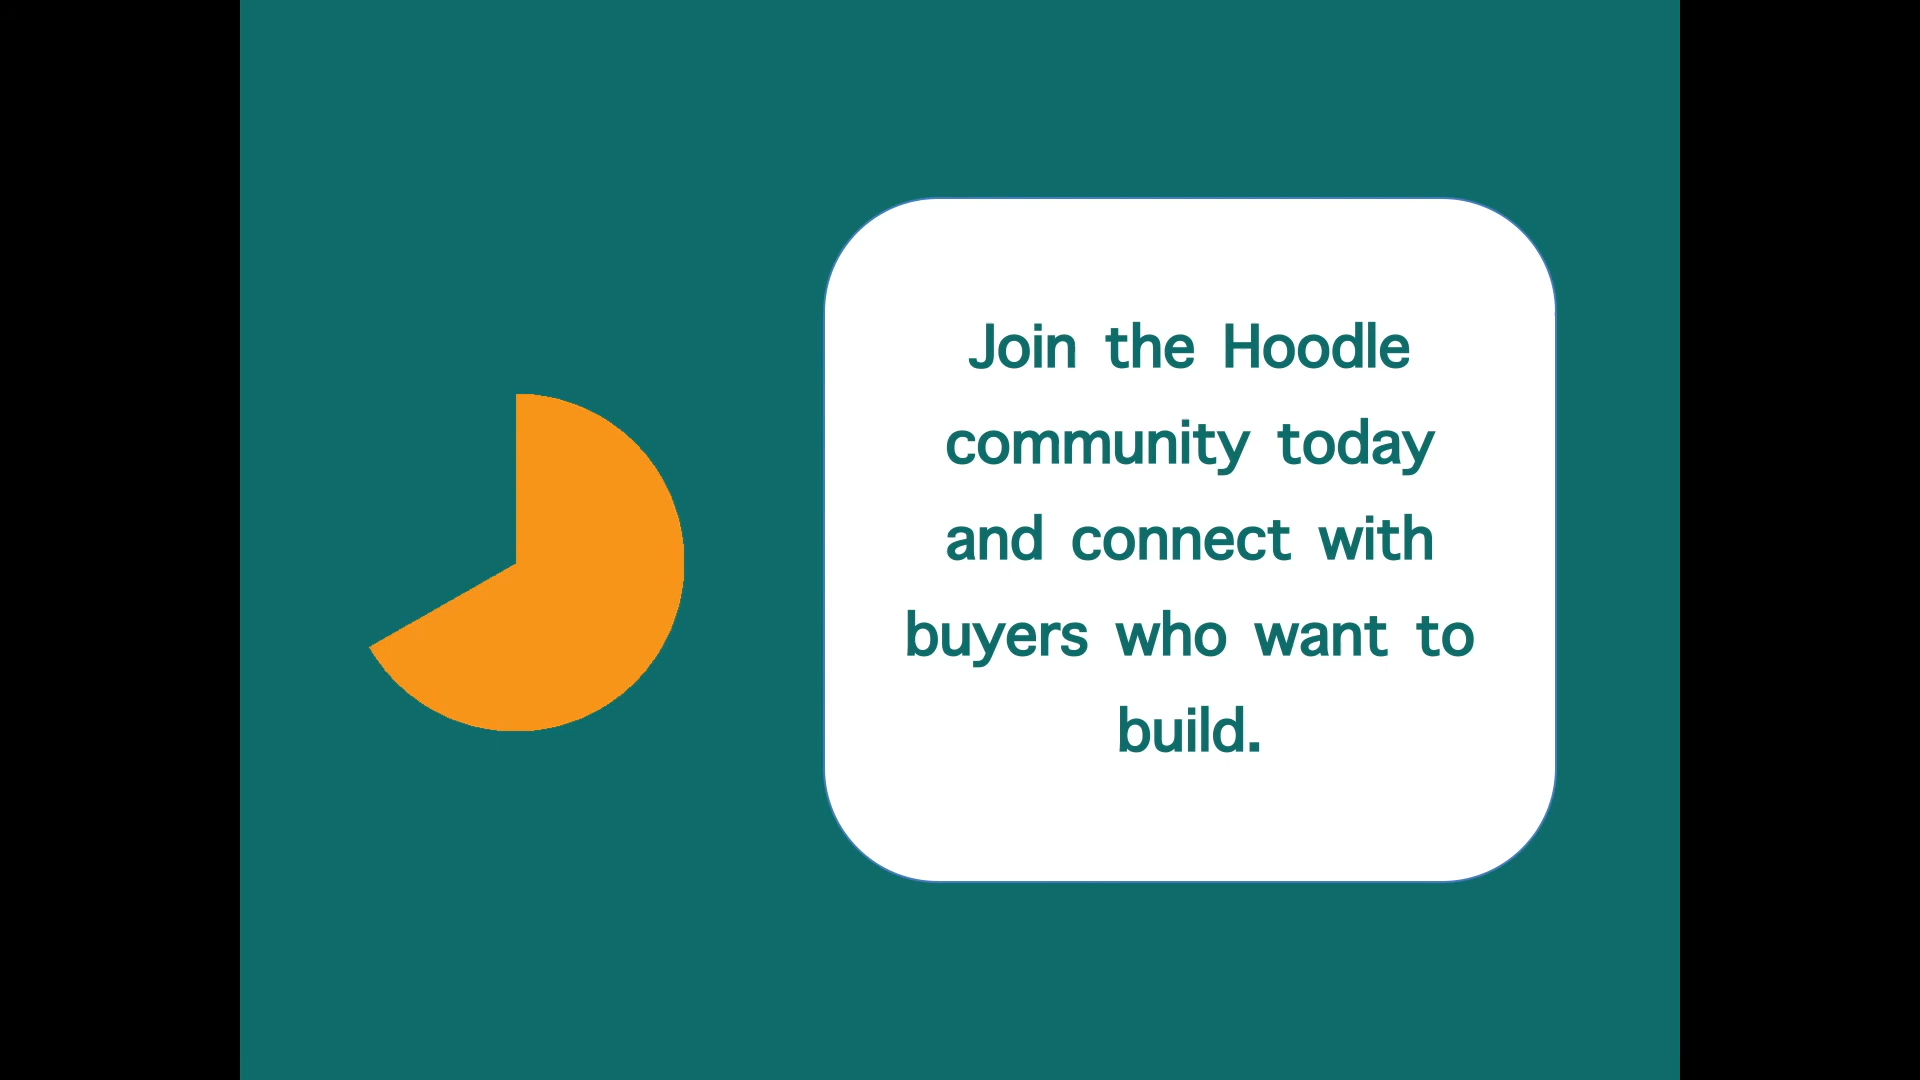 Join the Hoodle
community today
and connect with
buyers who want to
build.